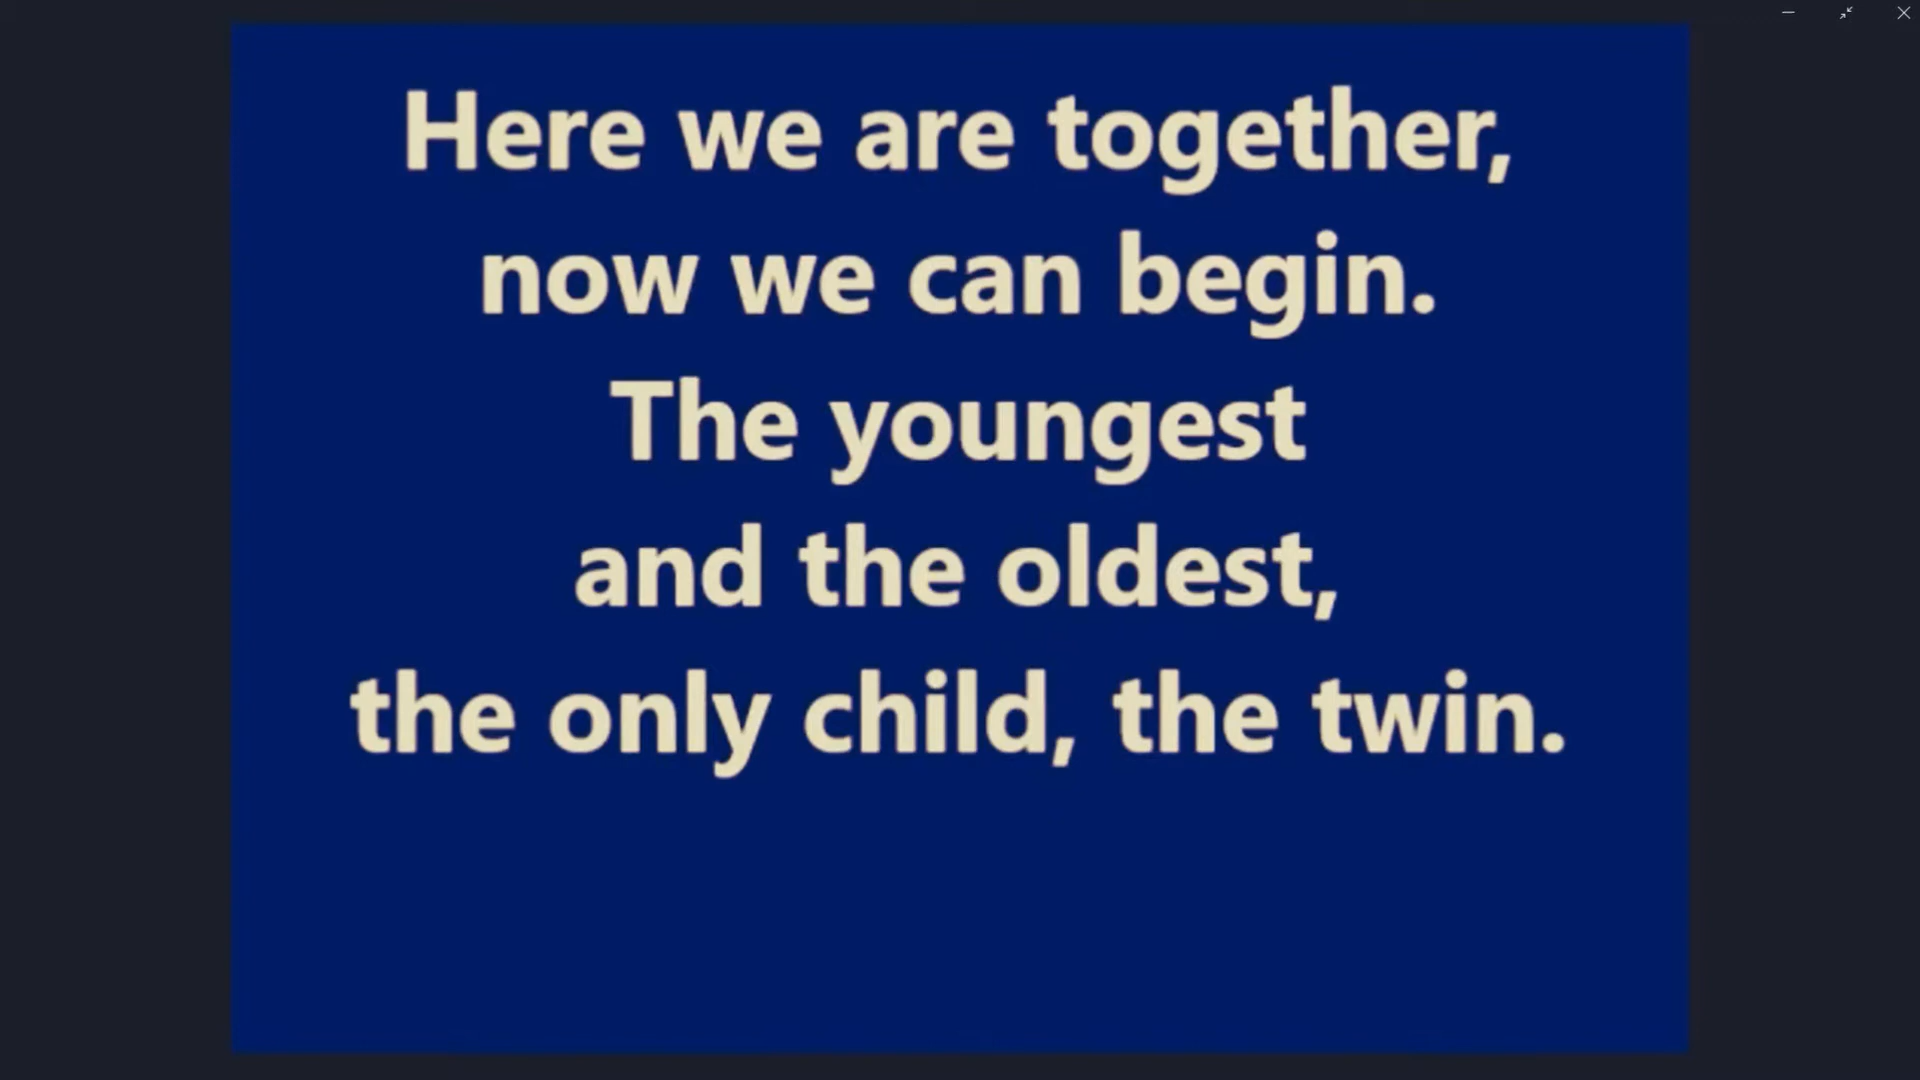 Here we are together,
now we can begin.
The youngest
and the oldest,
the only child, the twin.